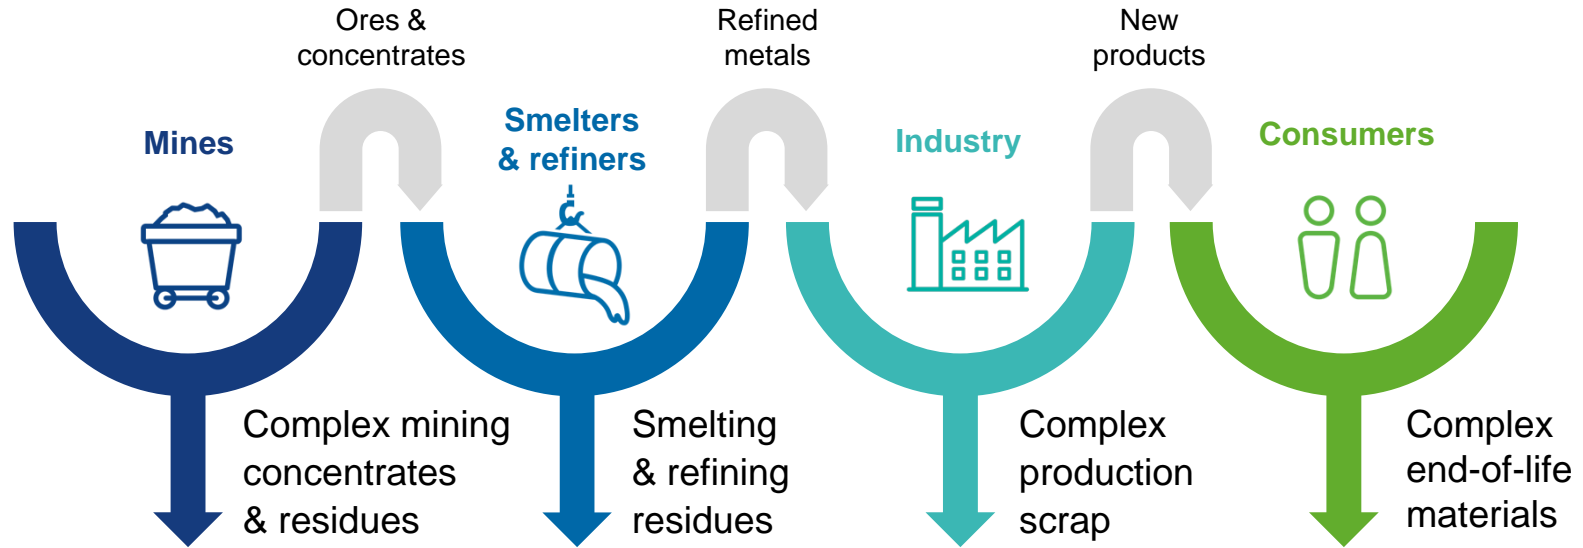 Ores &
concentrates
Refined
metals
New
products
Mines
Smelters
& refiners
Industry
Consumers
Complex mining
concentrates
& residues
Smelting
& refining
residues
Complex
production
scrap
Complex
end-of-life
materials